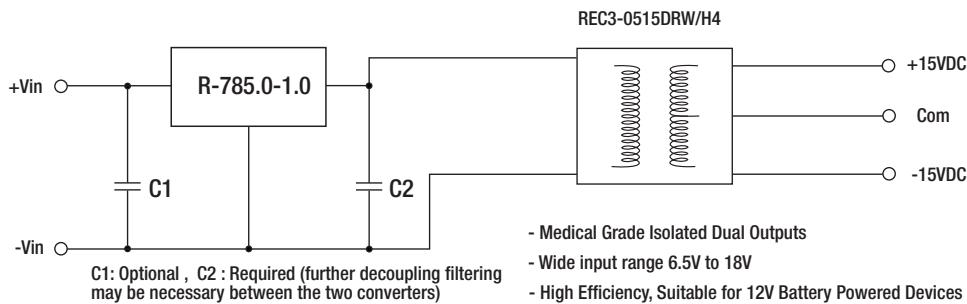 REC3-0515DRW/H4
+Vin
R-785.0-1.0
+15VDC
Com
C1
C2
-15VDC
-Vin
C1: Optional , C2 : Required (further decoupling filtering
may be necessary between the two converters)
- Medical Grade Isolated Dual Outputs
- Wide input range 6.5V to 18V
- High Efficiency, Suitable for 12V Battery Powered Devices